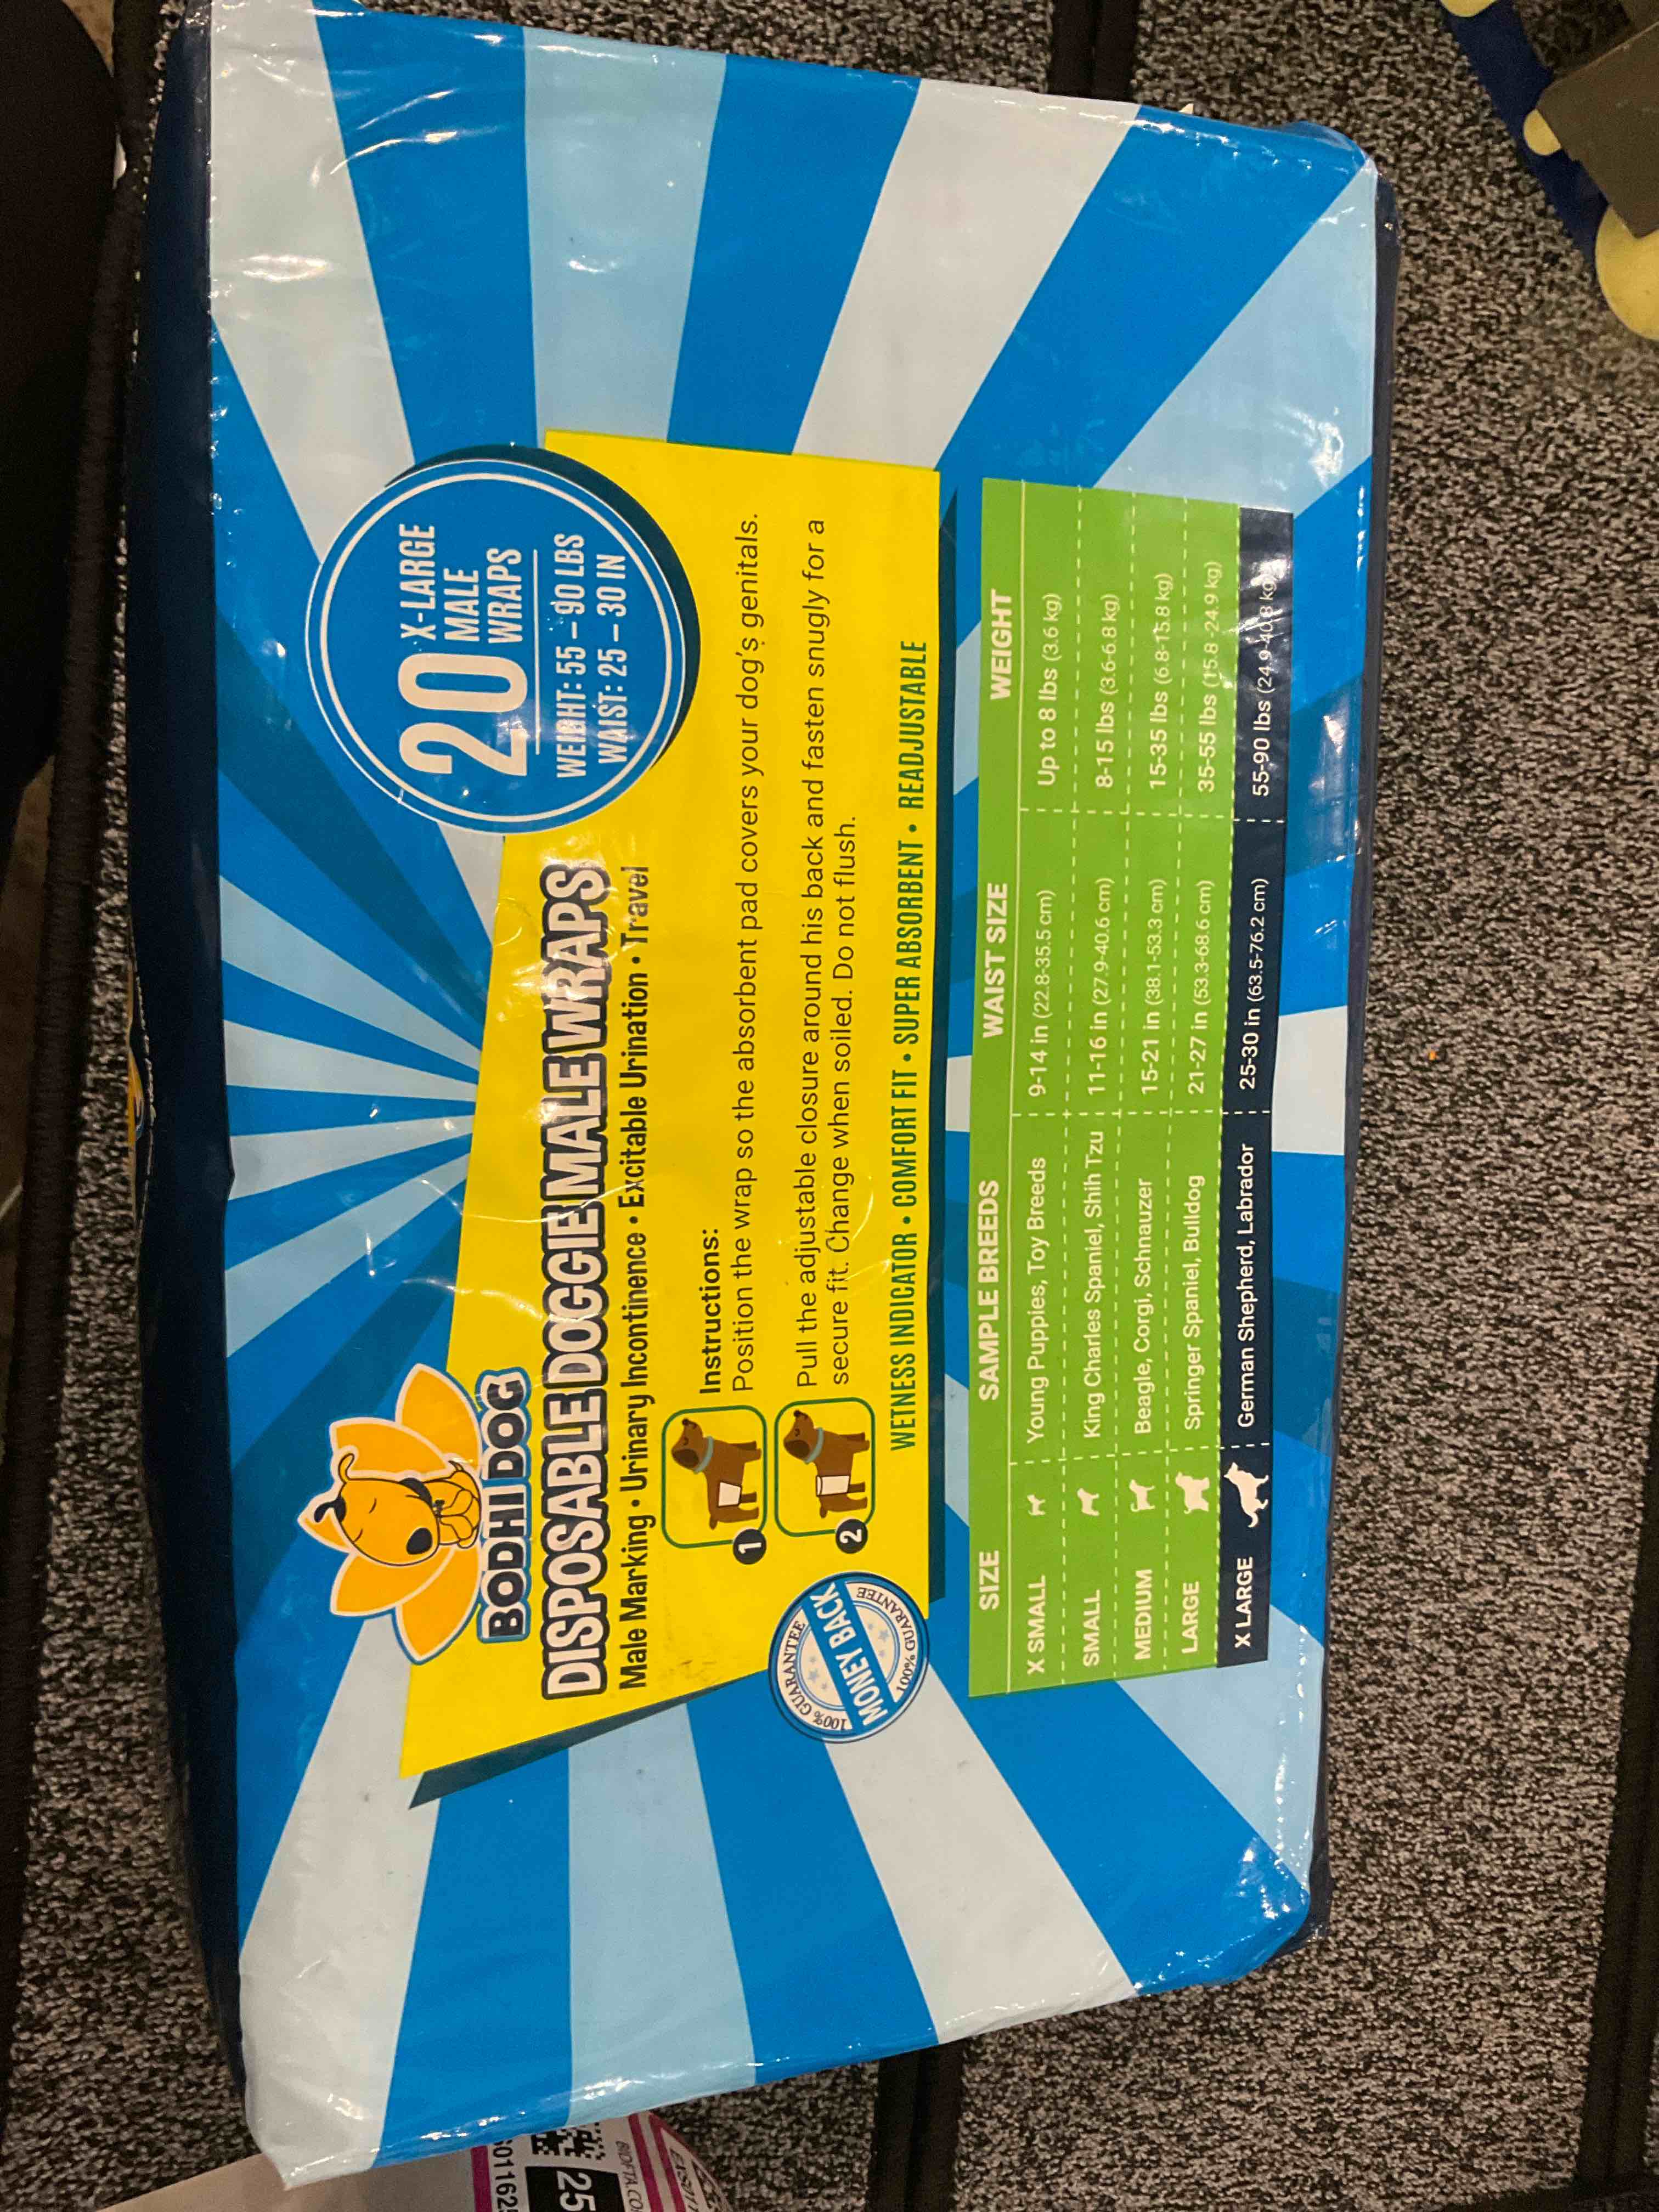 BODHI DOG
DISPOSABLE DOGGIE MALE WRAPS
Male Marking • Urinary Incontinence • Excitable Urination • Travel
20 X-LARGE
MALE
WRAPS
WEIGHT: 55 – 90 LBS
WAIST: 25 – 30 IN
Instructions:
1 Position the wrap so the absorbent pad covers your dog's genitals.
2 Pull the adjustable closure around his back and fasten snugly for a
secure fit. Change when soiled. Do not flush.
WETNESS INDICATOR • COMFORT FIT • SUPER ABSORBENT • READJUSTABLE
100% GUARANTEE
MONEY BACK
100% GUARANTEE
SIZE SAMPLE BREEDS WAIST SIZE WEIGHT
X SMALL Young Puppies, Toy Breeds 9-14 in (22.8-35.5 cm) Up to 8 lbs (3.6 kg)
SMALL King Charles Spaniel, Shih Tzu 11-16 in (27.9-40.6 cm) 8-15 lbs (3.6-6.8 kg)
MEDIUM Beagle, Corgi, Schnauzer 15-21 in (38.1-53.3 cm) 15-35 lbs (6.8-15.8 kg)
LARGE Springer Spaniel, Bulldog 21-27 in (53.3-68.6 cm) 35-55 lbs (15.8-24.9 kg)
X LARGE German Shepherd, Labrador 25-30 in (63.5-76.2 cm) 55-90 lbs (24.9-40.8 kg)
25